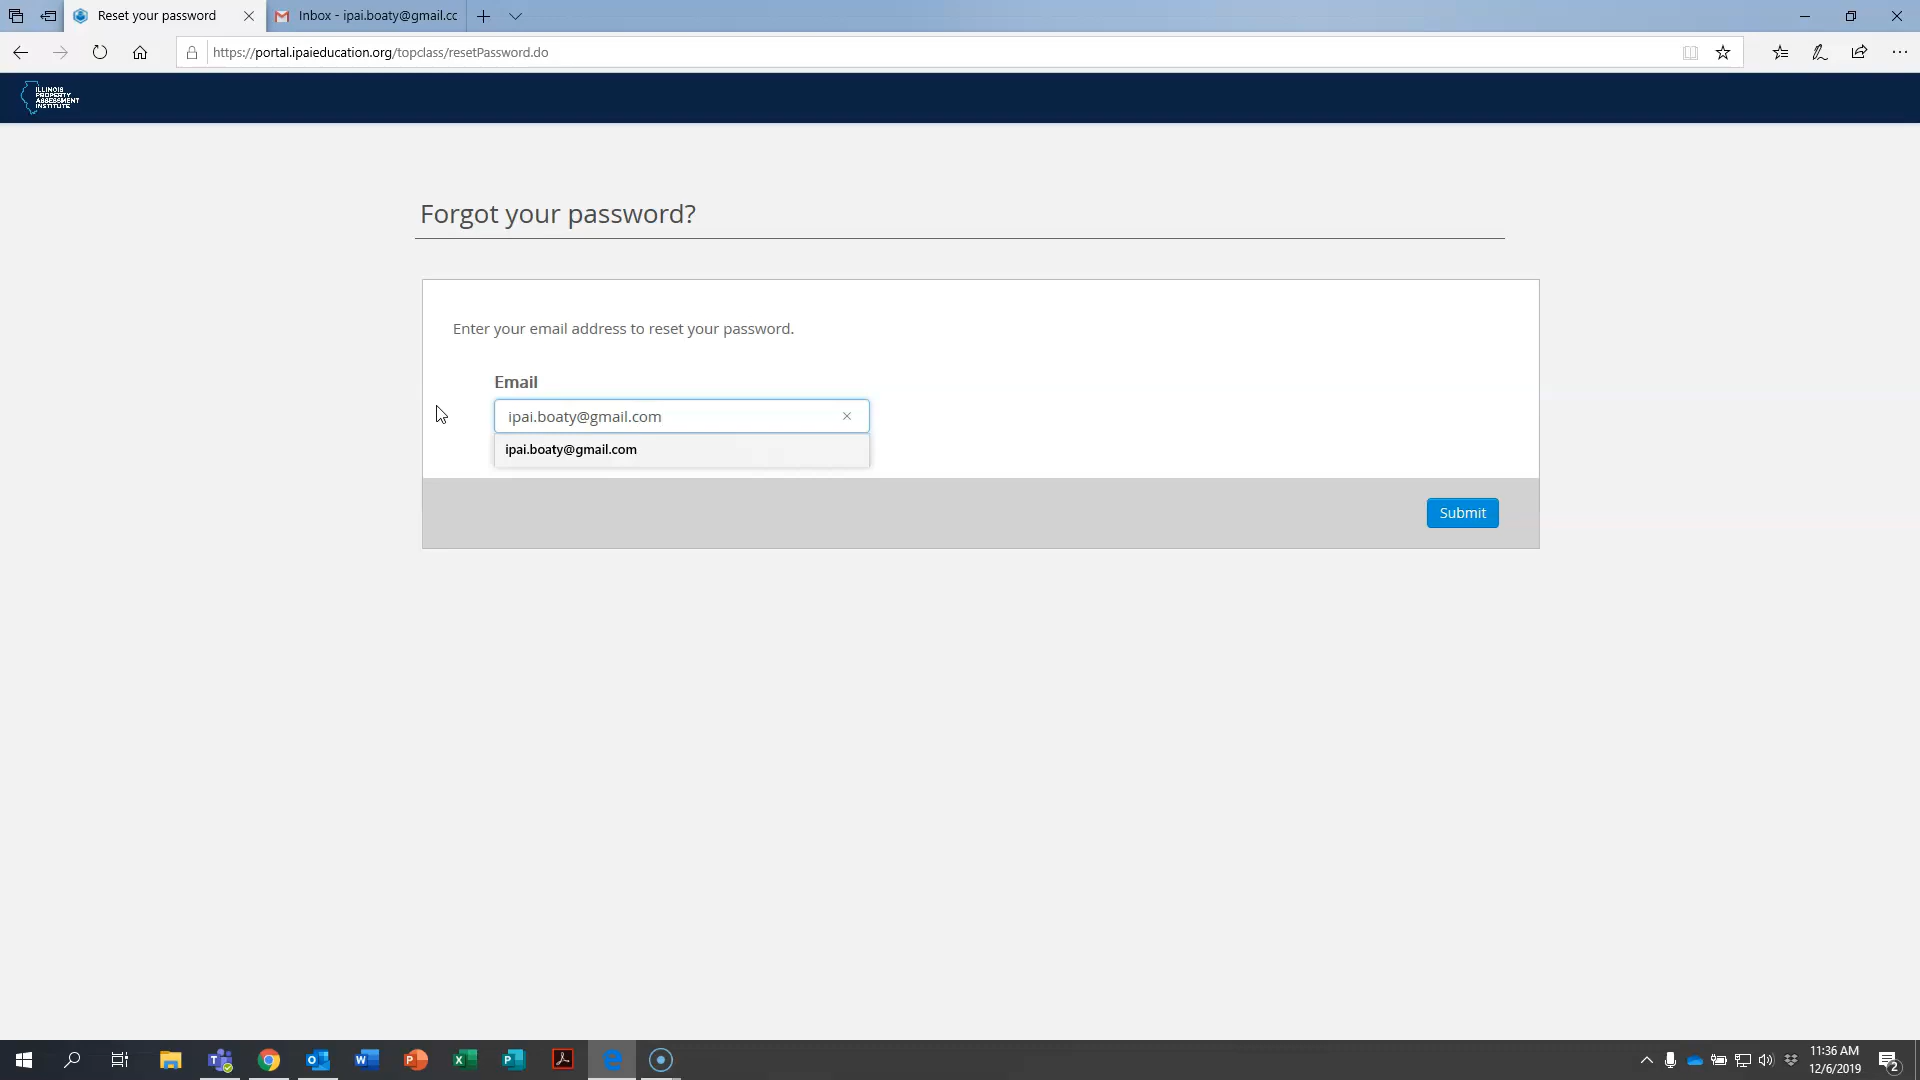 Reset your password
Inbox - ipai.boaty@gmail.cc
https://portal.ipaieducation.org/topclass/resetPassword.do
ILLINOIS
PROPERTY
ASSESSMENT
INSTITUTE
Forgot your password?
Enter your email address to reset your password.
Email
ipai.boaty@gmail.com
ipai.boaty@gmail.com
Submit
11:36 AM
12/6/2019
2